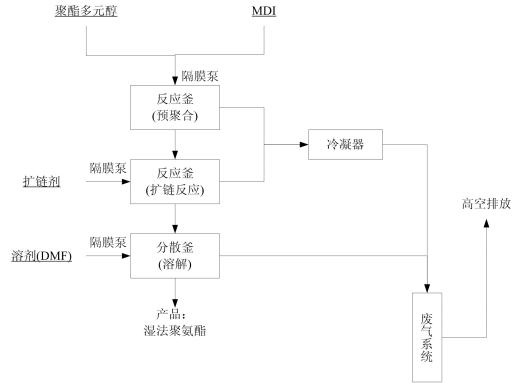 聚酯多元醇
MDI
隔膜泵
反应釜
(预聚合)
冷凝器
隔膜泵
扩链剂
反应釜
(扩链反应)
高空排放
隔膜泵
溶剂(DMF)
分散釜
(溶解)
产品：
湿法聚氨酯
废气系统